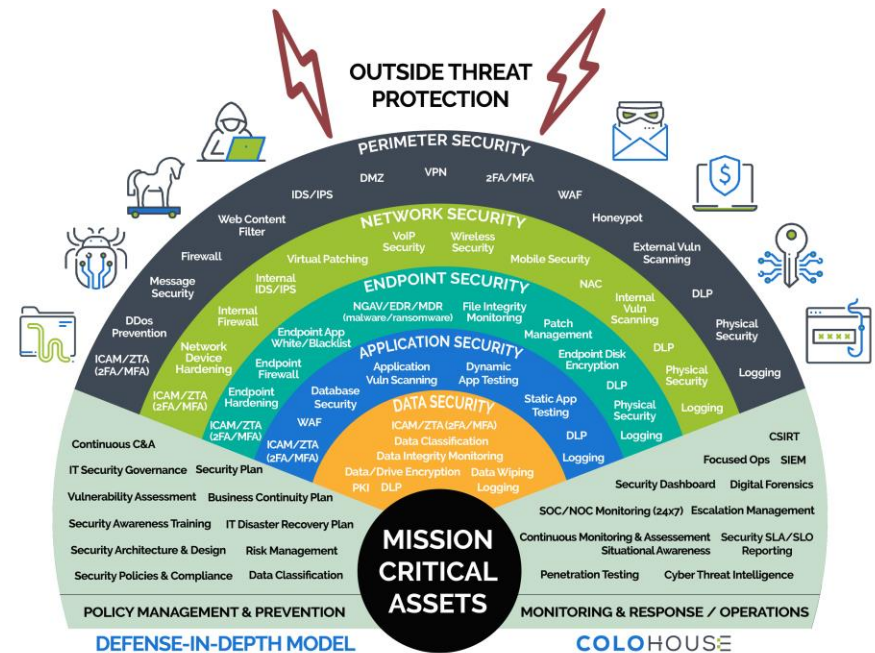 OUTSIDE THREAT
PROTECTION
PERIMETER SECURITY
ICAM/ZTA
(2FA/MFA)
DDos
Prevention
Message
Security
Firewall
Web Content
Filter
IDS/IPS
DMZ
VPN
2FA/MFA
WAF
Honeypot
External Vuln
Scanning
DLP
Physical
Security
Logging
NETWORK SECURITY
ICAM/ZTA
(2FA/MFA)
Network
Device
Hardening
Internal
Firewall
Internal
IDS/IPS
Virtual Patching
VoIP
Security
Wireless
Security
Mobile Security
NAC
Internal
Vuln
Scanning
DLP
Physical
Security
Logging
ENDPOINT SECURITY
ICAM/ZTA
(2FA/MFA)
Endpoint
Hardening
Endpoint
Firewall
Endpoint App
White/Blacklist
NGAV/EDR/MDR
(malware/ransomware)
File Integrity
Monitoring
Patch
Management
Endpoint Disk
Encryption
DLP
Physical
Security
Logging
APPLICATION SECURITY
ICAM/ZTA
(2FA/MFA)
WAF
Database
Security
Application
Vuln Scanning
Dynamic
App Testing
Static App
Testing
DLP
Logging
DATA SECURITY
ICAM/ZTA (2FA/MFA)
Data Classification
Data Integrity Monitoring
Data/Drive Encryption
Data Wiping
PKI
DLP
Logging
MISSION
CRITICAL
ASSETS
Continuous C&A
IT Security Governance
Security Plan
Vulnerability Assessment
Business Continuity Plan
Security Awareness Training
IT Disaster Recovery Plan
Security Architecture & Design
Risk Management
Security Policies & Compliance
Data Classification
POLICY MANAGEMENT & PREVENTION
CSIRT
Focused Ops
SIEM
Security Dashboard
Digital Forensics
SOC/NOC Monitoring (24x7)
Escalation Management
Continuous Monitoring & Assessement
Situational Awareness
Security SLA/SLO
Reporting
Penetration Testing
Cyber Threat Intelligence
MONITORING & RESPONSE / OPERATIONS
DEFENSE-IN-DEPTH MODEL
COLOHOUSE